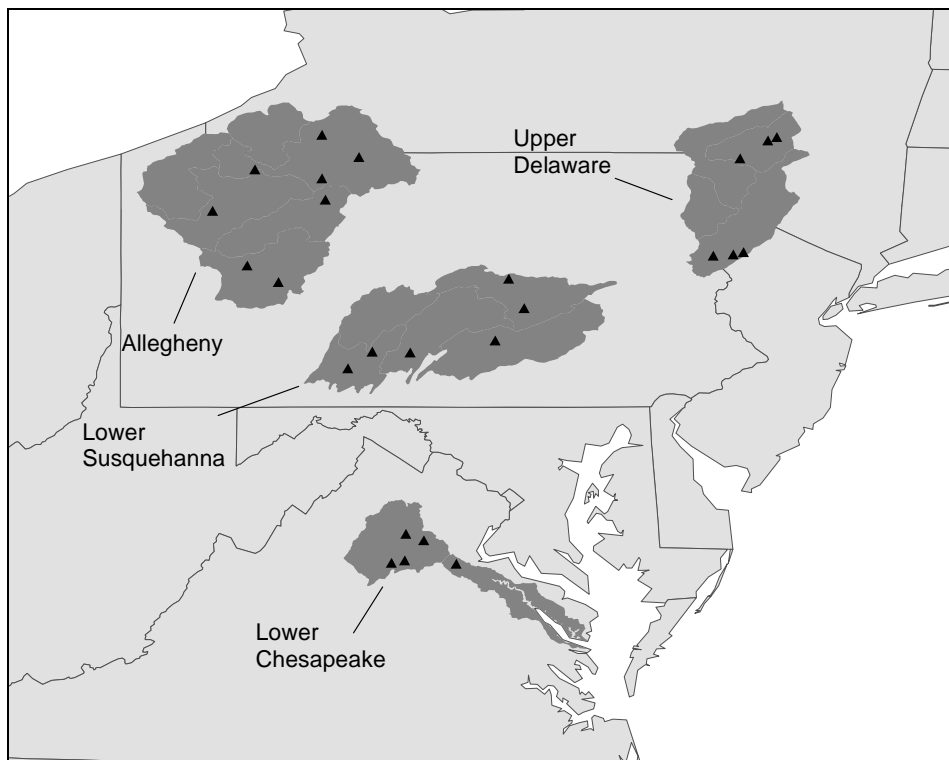 Upper
Delaware
Allegheny
Lower
Susquehanna
Lower
Chesapeake